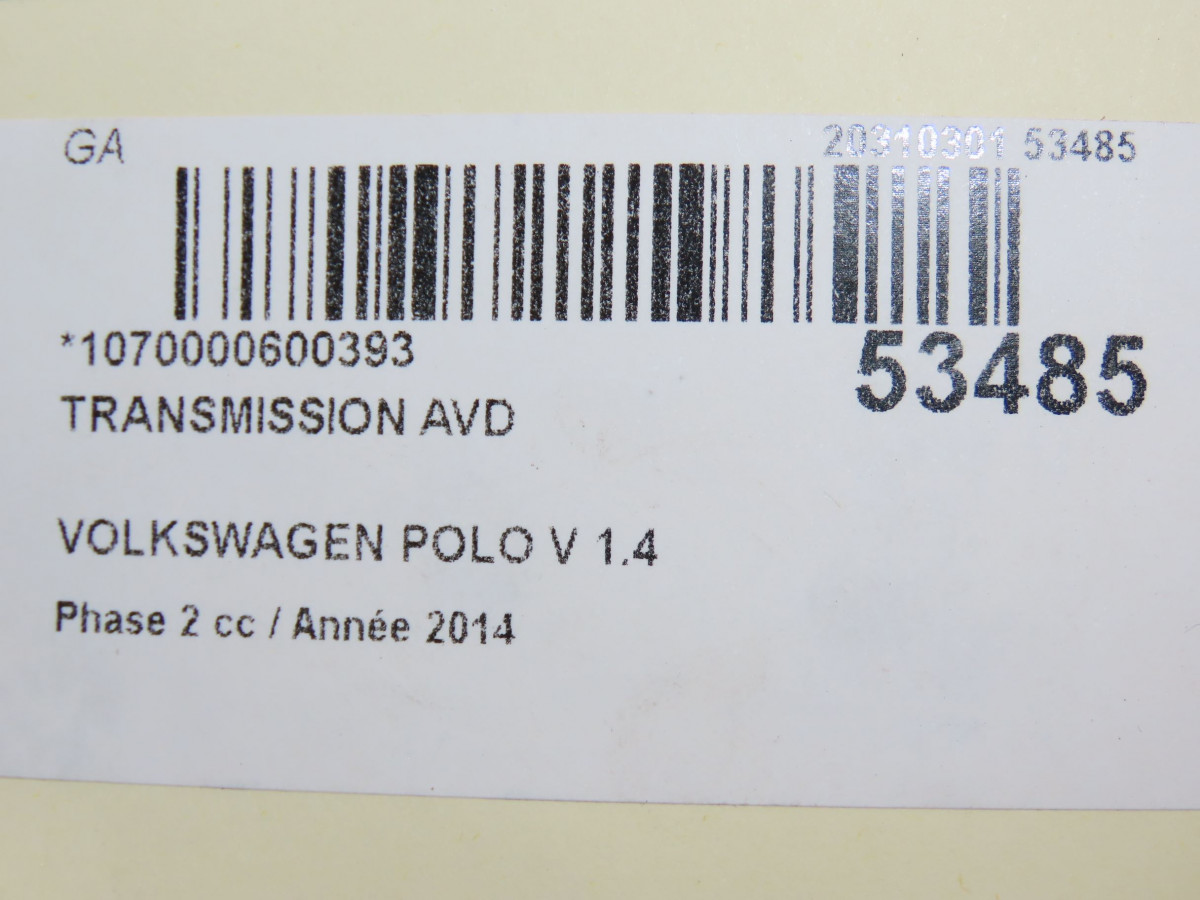 GA
20310301 53485
*1070000600393
53485
TRANSMISSION AVD
VOLKSWAGEN POLO V 1.4
Phase 2 cc / Année 2014